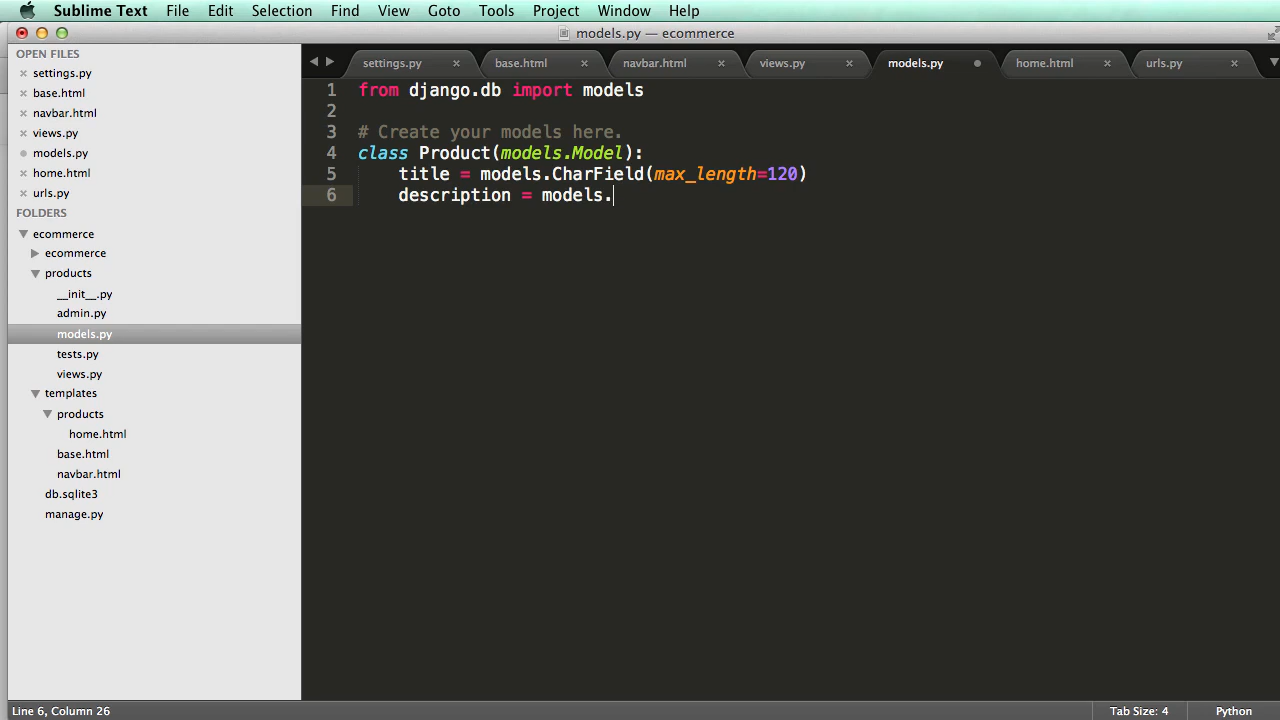 Sublime Text File Edit Selection Find View Goto Tools Project Window Help
models.py — ecommerce
OPEN FILES
settings.py
base.html
navbar.html
views.py
models.py
home.html
urls.py
FOLDERS
ecommerce
ecommerce
products
__init__.py
admin.py
models.py
tests.py
views.py
templates
products
home.html
base.html
navbar.html
db.sqlite3
manage.py
settings.py base.html navbar.html views.py models.py home.html urls.py
1 from django.db import models
2
3 # Create your models here.
4 class Product(models.Model):
5 title = models.CharField(max_length=120)
6 description = models.
Line 6, Column 26 Tab Size: 4 Python